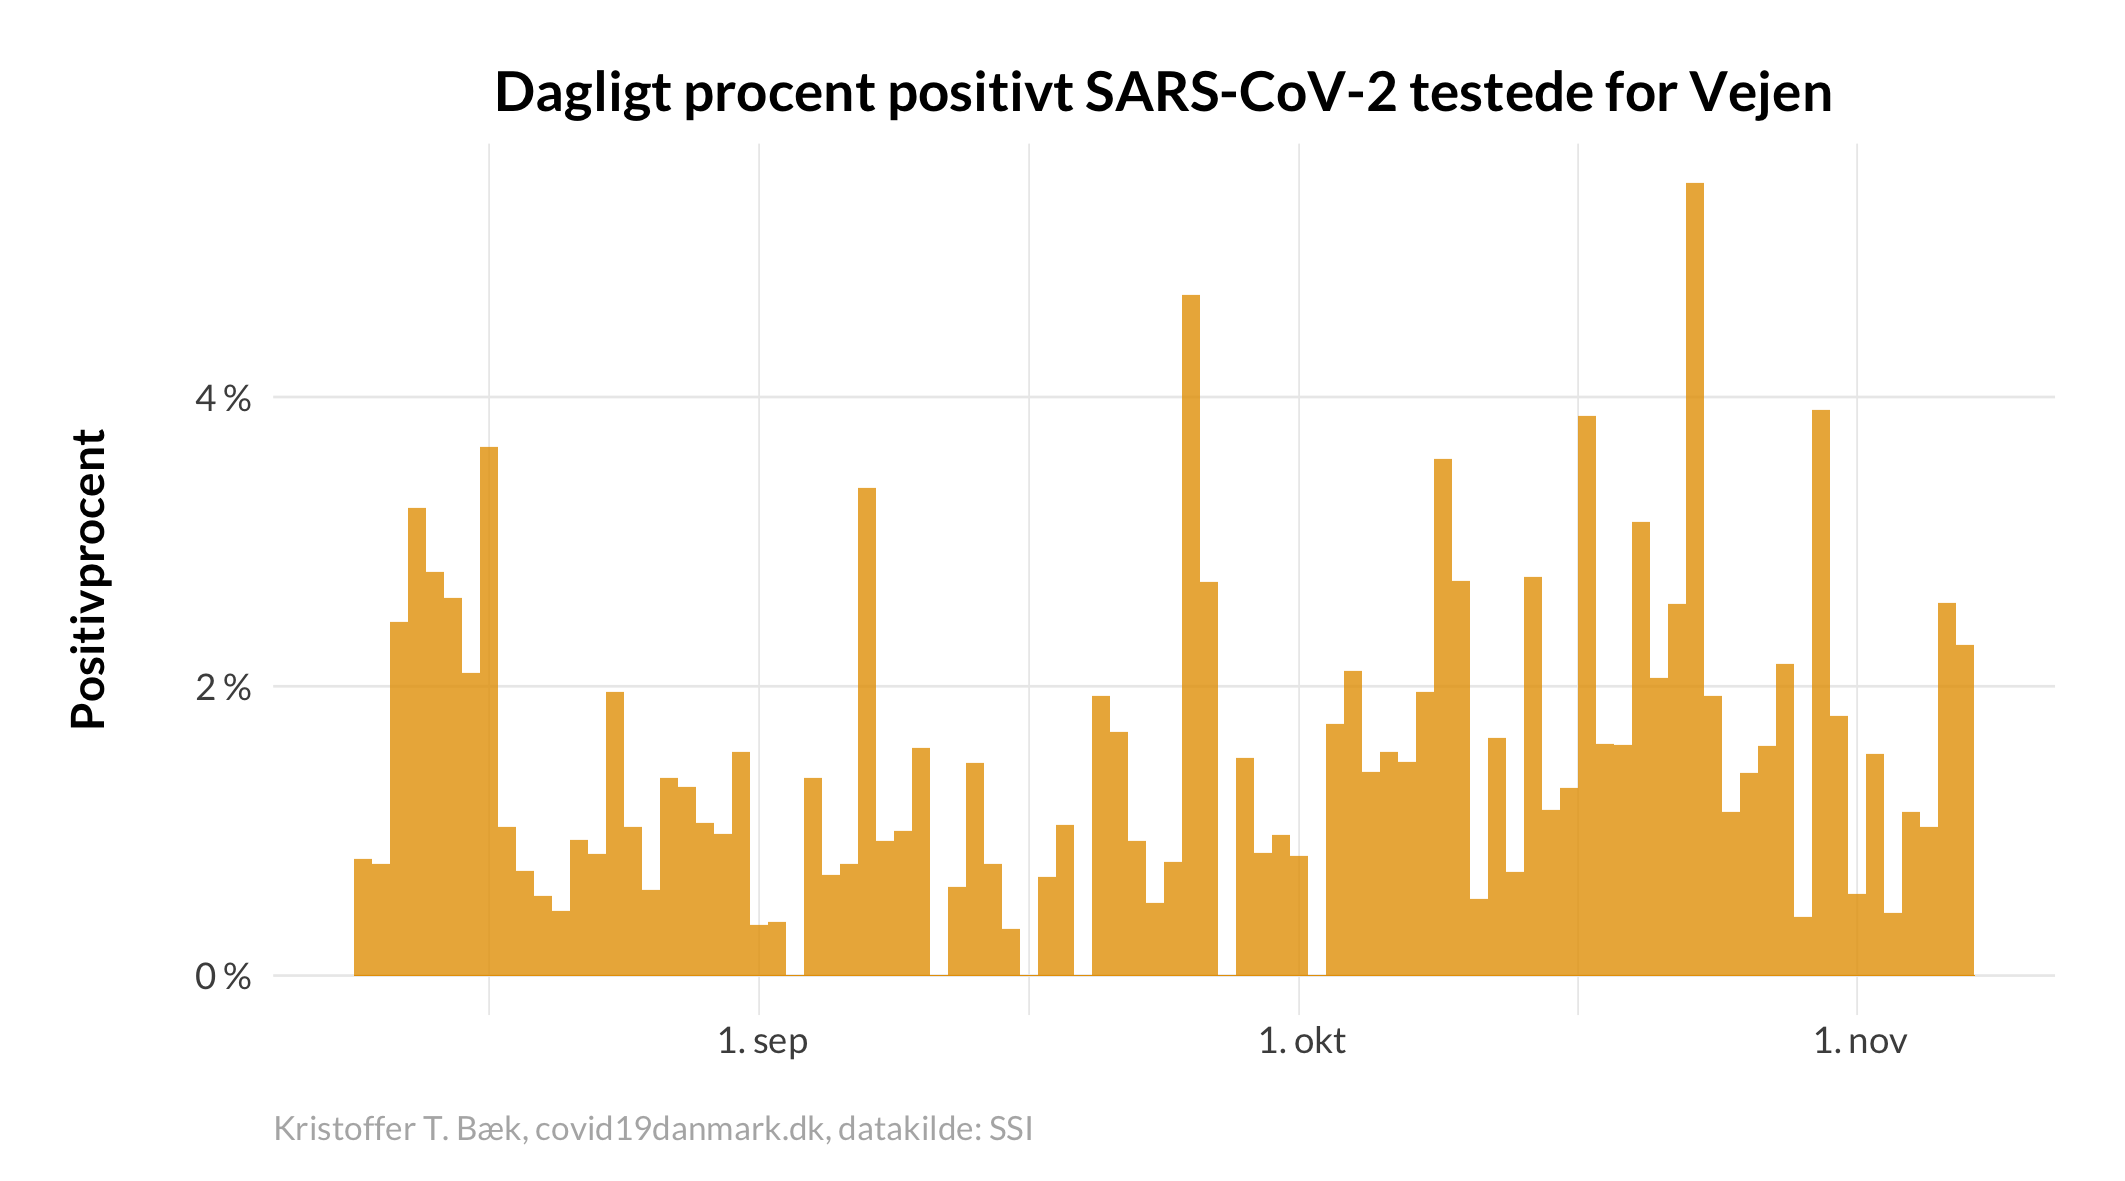 Dagligt procent positivt SARS-CoV-2 testede for Vejen
Positivprocent
4 %
2 %
0 %
1. sep
1. okt
1. nov
Kristoffer T. Bæk, covid19danmark.dk, datakilde: SSI